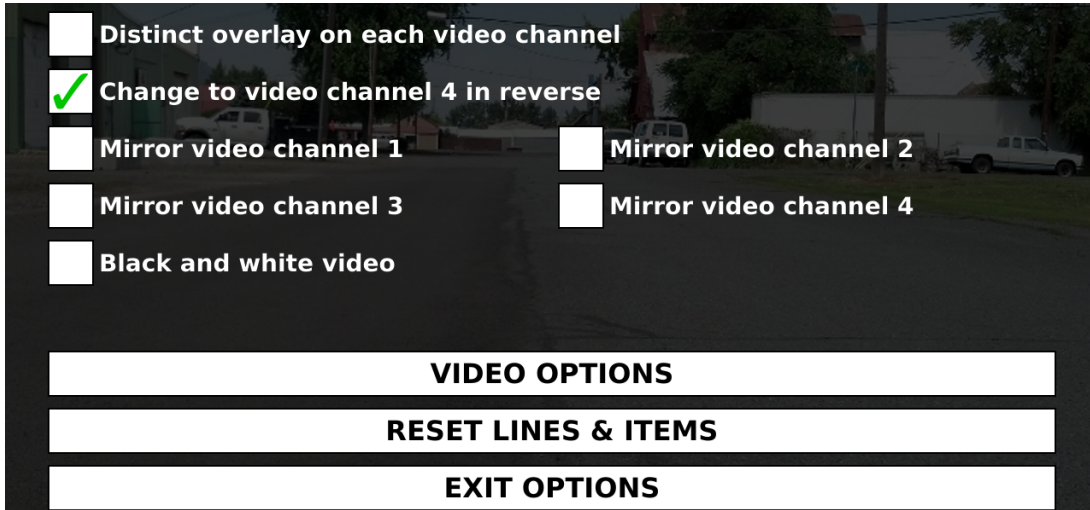 Distinct overlay on each video channel
Change to video channel 4 in reverse
Mirror video channel 1
Mirror video channel 2
Mirror video channel 3
Mirror video channel 4
Black and white video
VIDEO OPTIONS
RESET LINES & ITEMS
EXIT OPTIONS